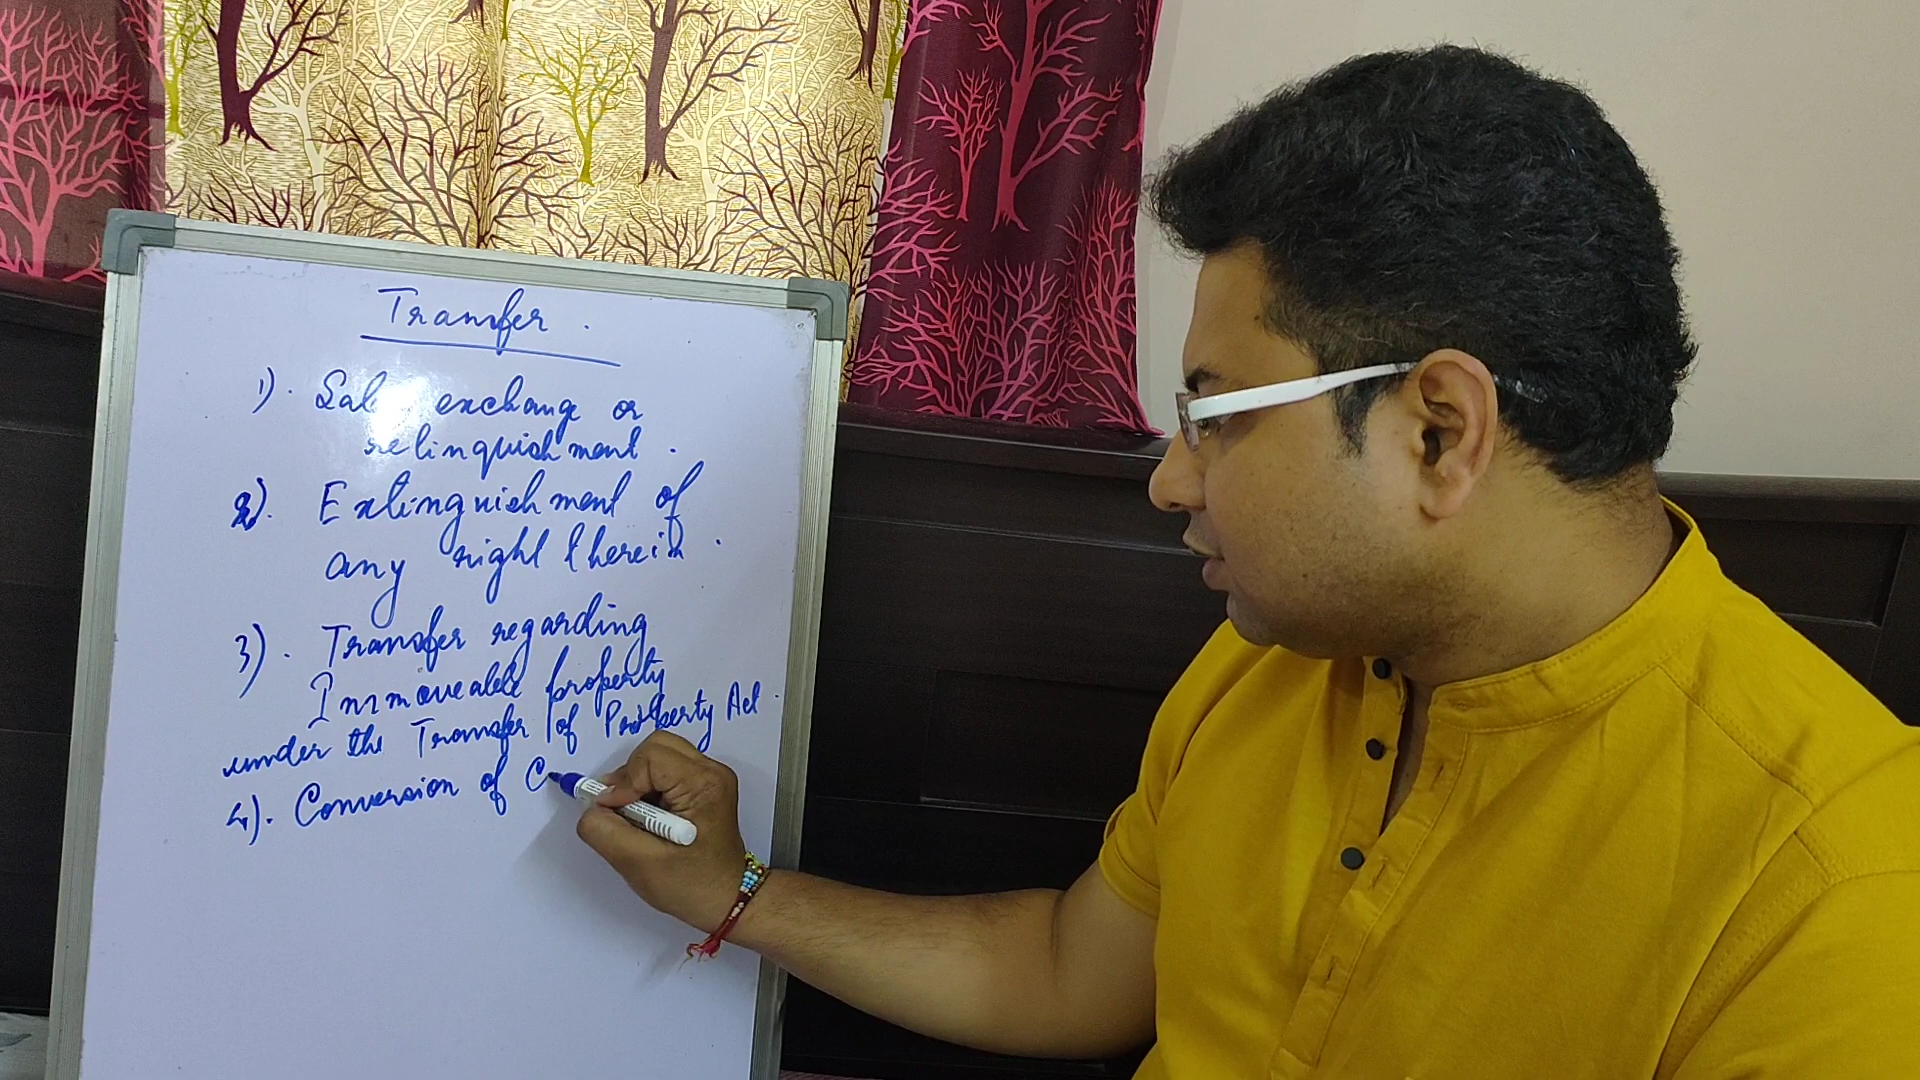 Transfer.
1). Sale exchange or
relinquishment.
2). Extinguishment of
any right therein.
3). Transfer regarding
Immoveable property
under the Transfer of Property Act.
4). Conversion of C